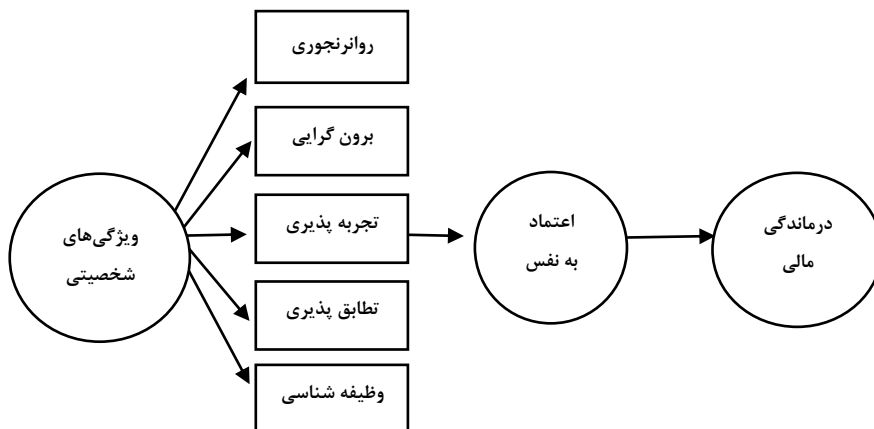 روانرنجوری
برون گرایی
تجربه پذیری
تطابق پذیری
وظیفه شناسی
ویژگی‌های
شخصیتی
اعتماد
به نفس
درماندگی
مالی